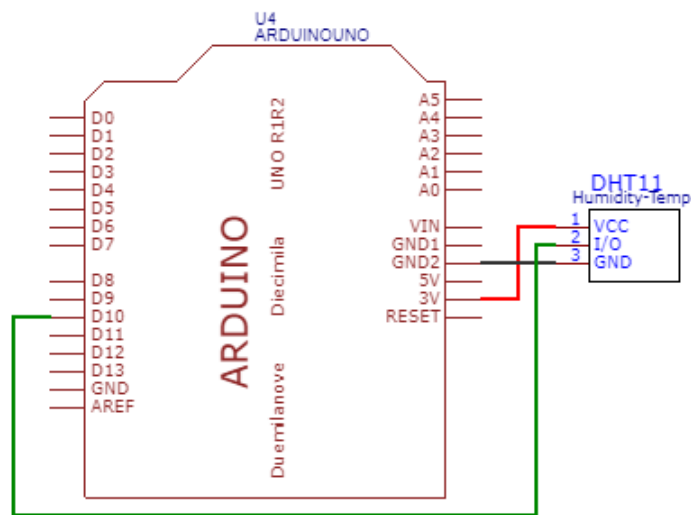 U4
ARDUINOUNO
D0
D1
D2
D3
D4
D5
D6
D7
D8
D9
D10
D11
D12
D13
GND
AREF
UNO R1R2
ARDUINO
Diecimila
Duemilanove
A5
A4
A3
A2
A1
A0
VIN
GND1
GND2
5V
3V
RESET
DHT11
Humidity-Temp
1 VCC
2 I/O
3 GND